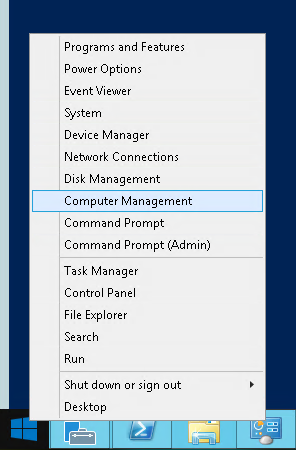 Programs and Features
Power Options
Event Viewer
System
Device Manager
Network Connections
Disk Management
Computer Management
Command Prompt
Command Prompt (Admin)
Task Manager
Control Panel
File Explorer
Search
Run
Shut down or sign out
Desktop